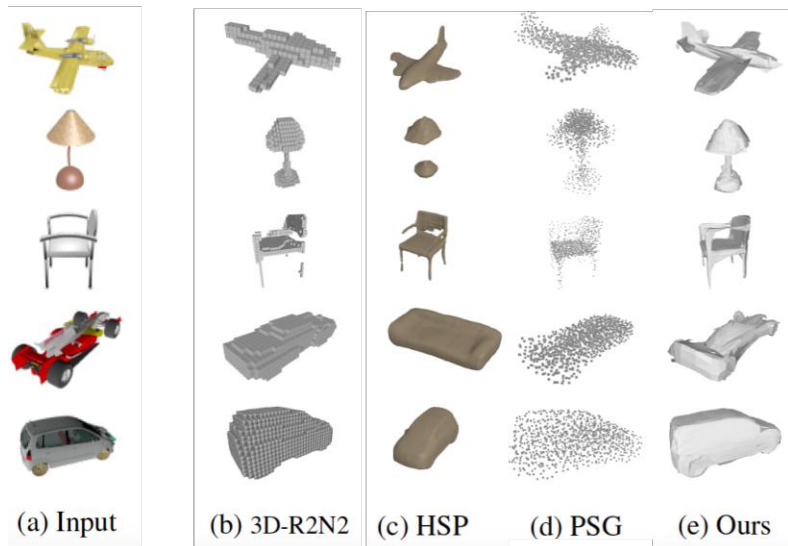 (a) Input
(b) 3D-R2N2
(c) HSP
(d) PSG
(e) Ours